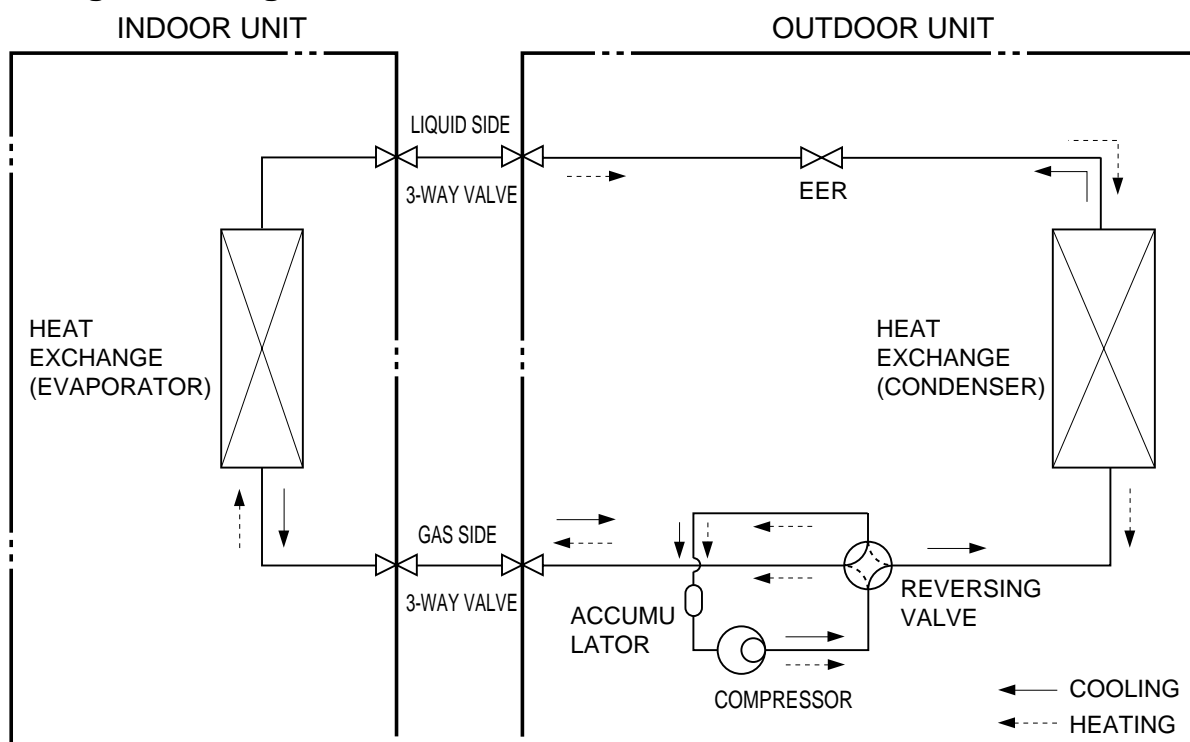 INDOOR UNIT
OUTDOOR UNIT
LIQUID SIDE
3-WAY VALVE
EER
HEAT
EXCHANGE
(EVAPORATOR)
HEAT
EXCHANGE
(CONDENSER)
GAS SIDE
3-WAY VALVE
ACCUMU
LATOR
REVERSING
VALVE
COMPRESSOR
COOLING
HEATING